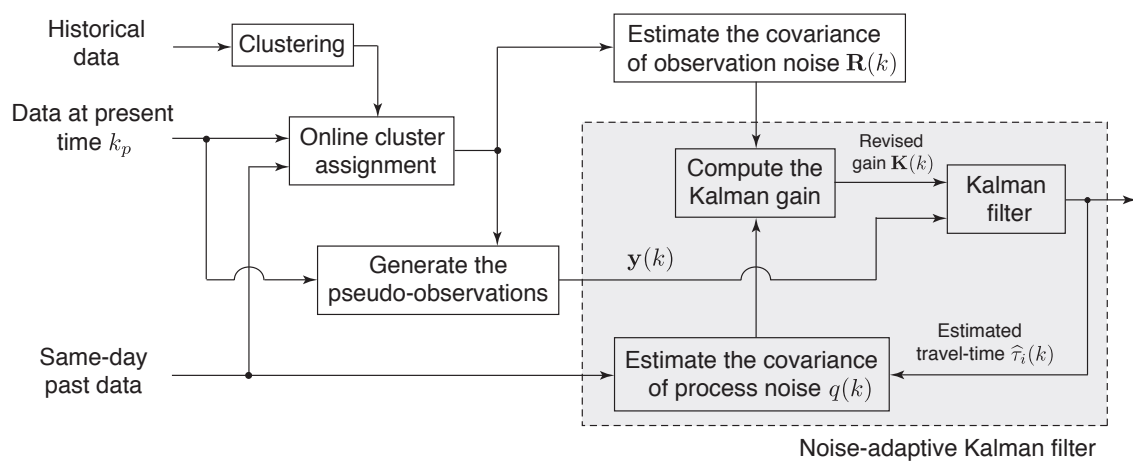 Historical
data
Clustering
Estimate the covariance
of observation noise R(k)
Data at present
time kₚ
Online cluster
assignment
Compute the
Kalman gain
Revised
gain K(k)
Kalman
filter
Generate the
pseudo-observations
y(k)
Same-day
past data
Estimate the covariance
of process noise q(k)
Estimated
travel-time τ̂ᵢ(k)
Noise-adaptive Kalman filter